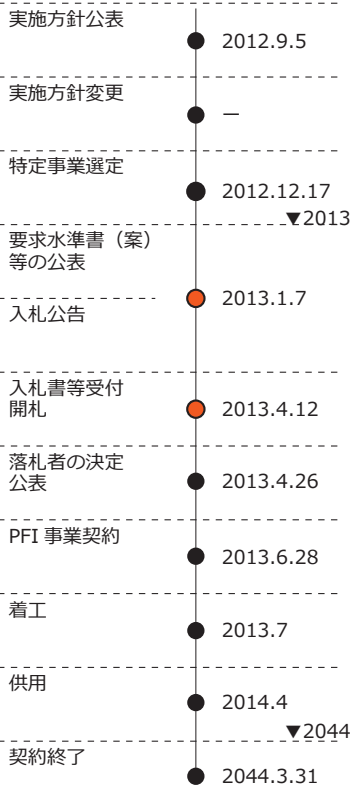 実施方針公表
2012.9.5
実施方針変更
ー
特定事業選定
2012.12.17
▼2013
要求水準書（案）
等の公表
2013.1.7
入札公告
入札書等受付
開札
2013.4.12
落札者の決定
公表
2013.4.26
PFI 事業契約
2013.6.28
着工
2013.7
供用
2014.4
▼2044
契約終了
2044.3.31